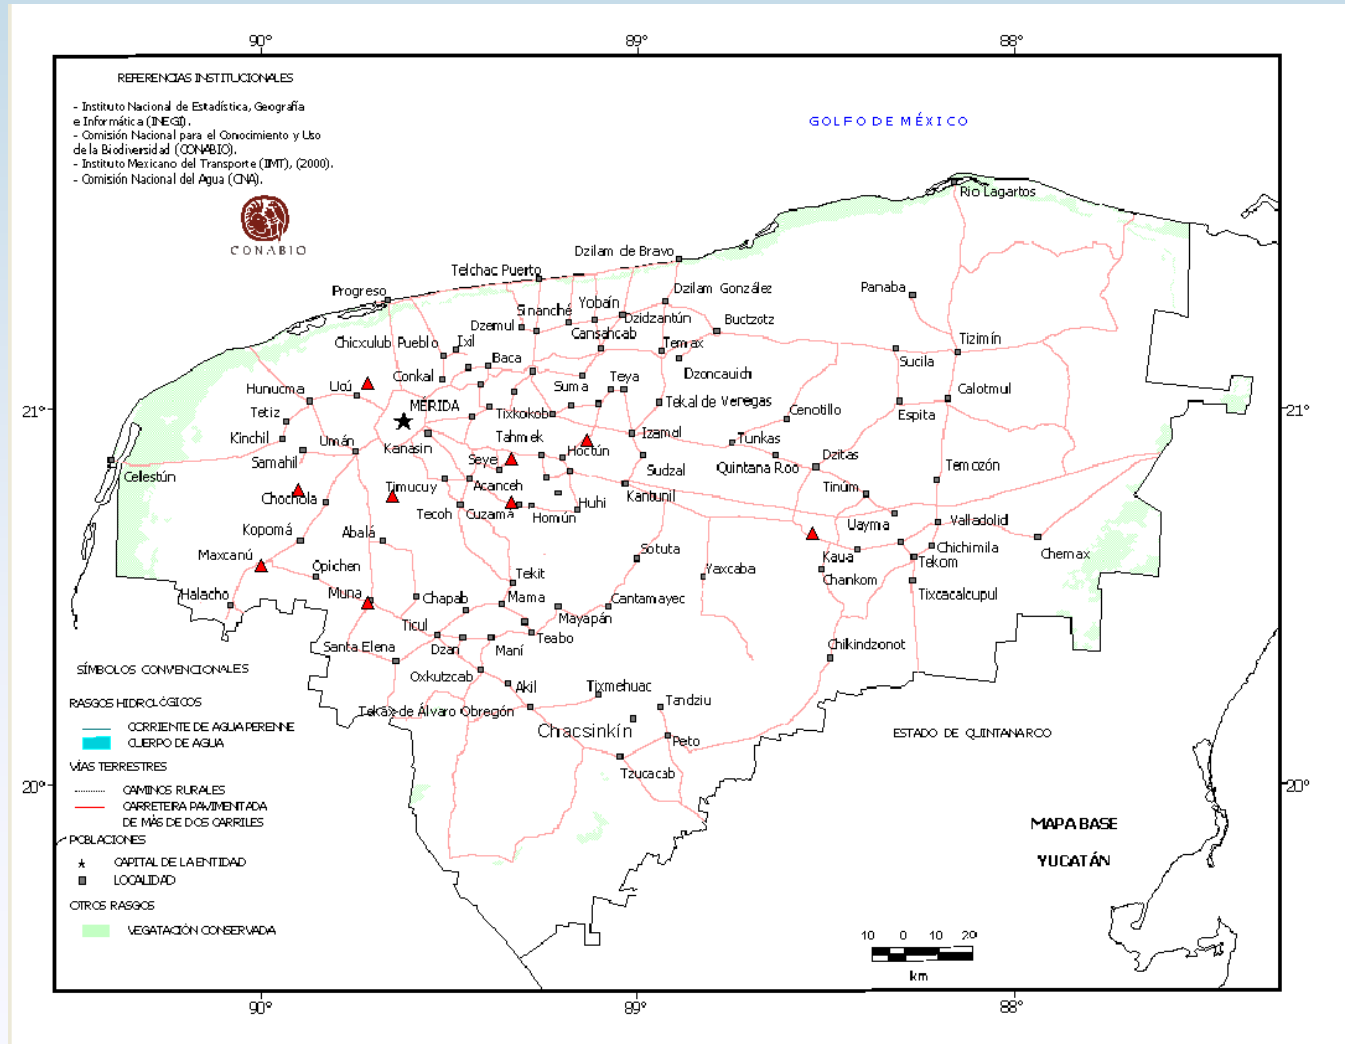 90°
89°
88°
REFERENCIAS INSTITUCIONALES
- Instituto Nacional de Estadística, Geografía
e Informática (INEGI).
- Comisión Nacional para el Conocimiento y Uso
de la Biodiversidad (CONABIO).
- Instituto Mexicano del Transporte (IMT), (2000).
- Comisión Nacional del Agua (CNA).
CONABIO
GOLFO DE MÉXICO
Rio Lagartos
Dzilam de Bravo
Telchac Puerto
Progreso
Dzilam González
Panaba
Sinanché
Yobaín
Dzemul
Dzidzantún
Buctzotz
Cansahcab
Chicxulub Pueblo
Ixil
Temax
Tizimín
Baca
Sucila
Conkal
Suma
Teya
Dzoncauich
Hunucma
Ucú
Calotmul
Tetiz
MERIDA
Tixkokob
Tekal de Venegas
Cenotillo
Espita
Kinchil
Umán
Kanasin
Tahmek
Izamal
Tunkas
Hoctún
Dzitas
Samahil
Seye
Sudzal
Quintana Roo
Temozón
Celestún
Timucuy
Acanceh
Kantunil
Tinum
Chochola
Tecoh
Cuzamá
Homún
Huhi
Uayma
Valladolid
Kopomá
Abalá
Sotuta
Kaua
Chichimila
Chemax
Maxcanú
Opichen
Tekit
Yaxcaba
Chankom
Tekom
Halacho
Muna
Chapab
Mama
Cantamayec
Tixcacalcupul
Ticul
Mayapán
Teabo
Santa Elena
Dzan
Maní
Chikindzonot
Oxkutzcab
Akil
Tixmehuac
Tekax de Álvaro Obregón
Tandziu
Chacsinkín
Peto
Tzucacab
ESTADO DE QUINTANARCO
21°
21°
20°
20°
SÍMBOLOS CONVENCIONALES
RASGOS HIDROLÓGICOS
CORRIENTE DE AGUA PERENNE
CUERPO DE AGUA
VÍAS TERRESTRES
CAMINOS RURALES
CARRETEIRA PAVIMENTADA
DE MÁS DE DOS CARRILES
POBLACIONES
CAPITAL DE LA ENTIDAD
LOCALIDAD
OTROS RASGOS
VEGATACIÓN CONSERVADA
MAPA BASE
YUCATÁN
10 0 10 20
km
90°
89°
88°